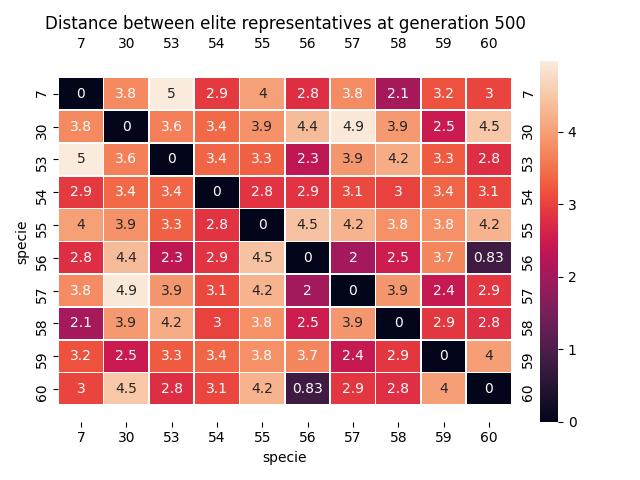 Distance between elite representatives at generation 500
7 30 53 54 55 56 57 58 59 60
7 0 3.8 5 2.9 4 2.8 3.8 2.1 3.2 3 7
30 3.8 0 3.6 3.4 3.9 4.4 4.9 3.9 2.5 4.5 30
53 5 3.6 0 3.4 3.3 2.3 3.9 4.2 3.3 2.8 53
54 2.9 3.4 3.4 0 2.8 2.9 3.1 3 3.4 3.1 54
55 4 3.9 3.3 2.8 0 4.5 4.2 3.8 3.8 4.2 55
56 2.8 4.4 2.3 2.9 4.5 0 2 2.5 3.7 0.83 56
57 3.8 4.9 3.9 3.1 4.2 2 0 3.9 2.4 2.9 57
58 2.1 3.9 4.2 3 3.8 2.5 3.9 0 2.9 2.8 58
59 3.2 2.5 3.3 3.4 3.8 3.7 2.4 2.9 0 4 59
60 3 4.5 2.8 3.1 4.2 0.83 2.9 2.8 4 0 60
7 30 53 54 55 56 57 58 59 60
specie
specie
4
3
2
1
0